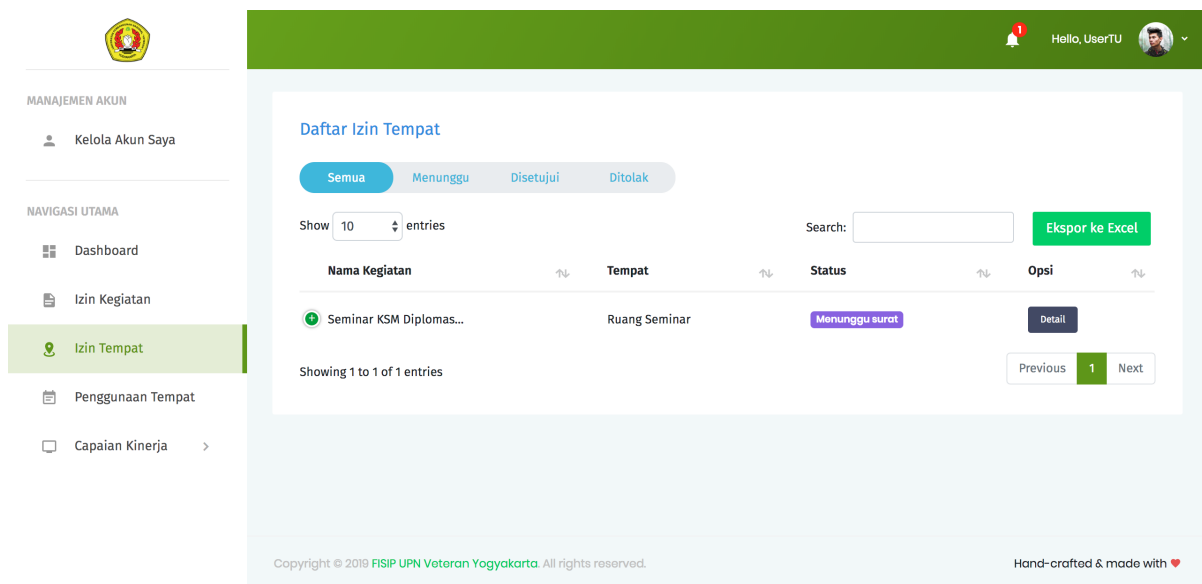 1
Hello, UserTU
MANAJEMEN AKUN
Kelola Akun Saya
NAVIGASI UTAMA
Dashboard
Izin Kegiatan
Izin Tempat
Penggunaan Tempat
Capaian Kinerja
Daftar Izin Tempat
Semua Menunggu Disetujui Ditolak
Show 10 entries Search: Ekspor ke Excel
Nama Kegiatan Tempat Status Opsi
Seminar KSM Diplomas... Ruang Seminar Menunggu surat Detail
Showing 1 to 1 of 1 entries Previous 1 Next
Copyright © 2019 FISIP UPN Veteran Yogyakarta. All rights reserved. Hand-crafted & made with